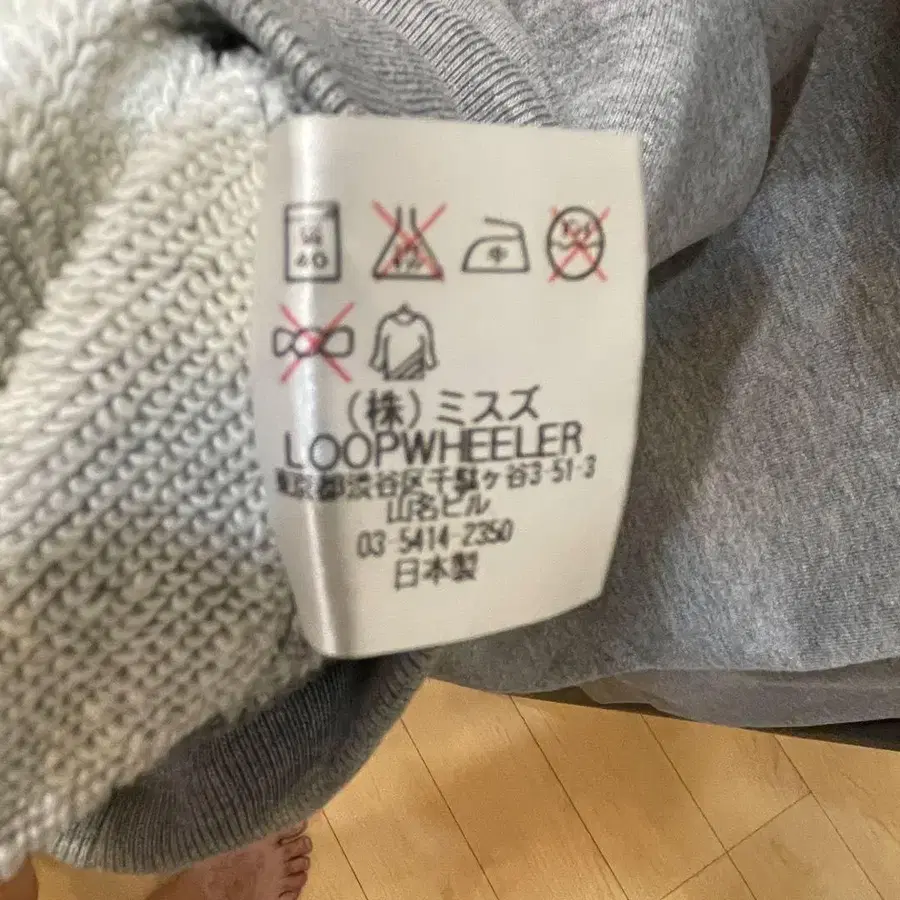 40
中
(株)ミスズ
LOOPWHEELER
東京都渋谷区千駄ヶ谷3-51-3
山名ビル
03-5414-2350
日本製